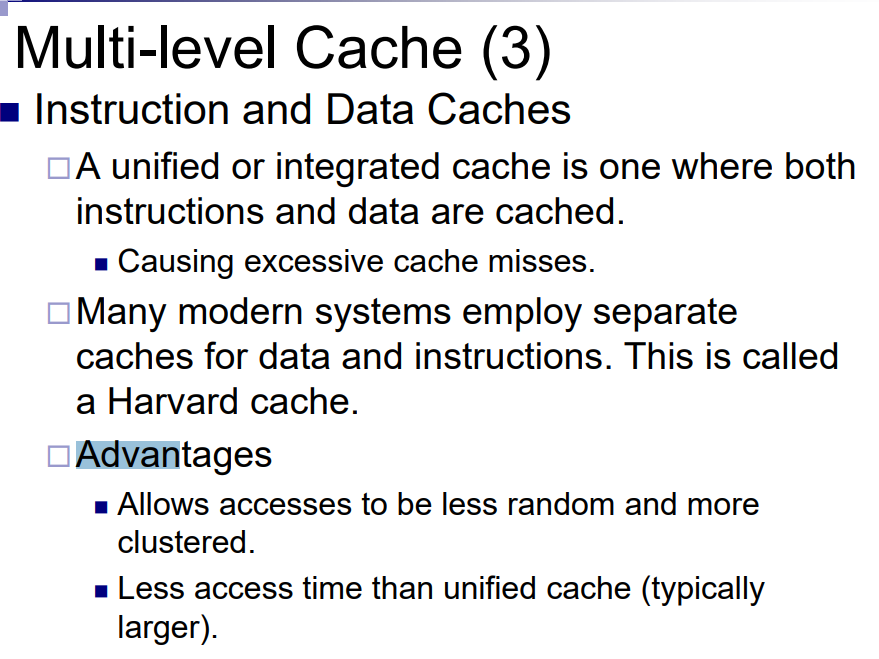 Multi-level Cache (3)
Instruction and Data Caches
A unified or integrated cache is one where both
instructions and data are cached.
Causing excessive cache misses.
Many modern systems employ separate
caches for data and instructions. This is called
a Harvard cache.
Advantages
Allows accesses to be less random and more
clustered.
Less access time than unified cache (typically
larger).